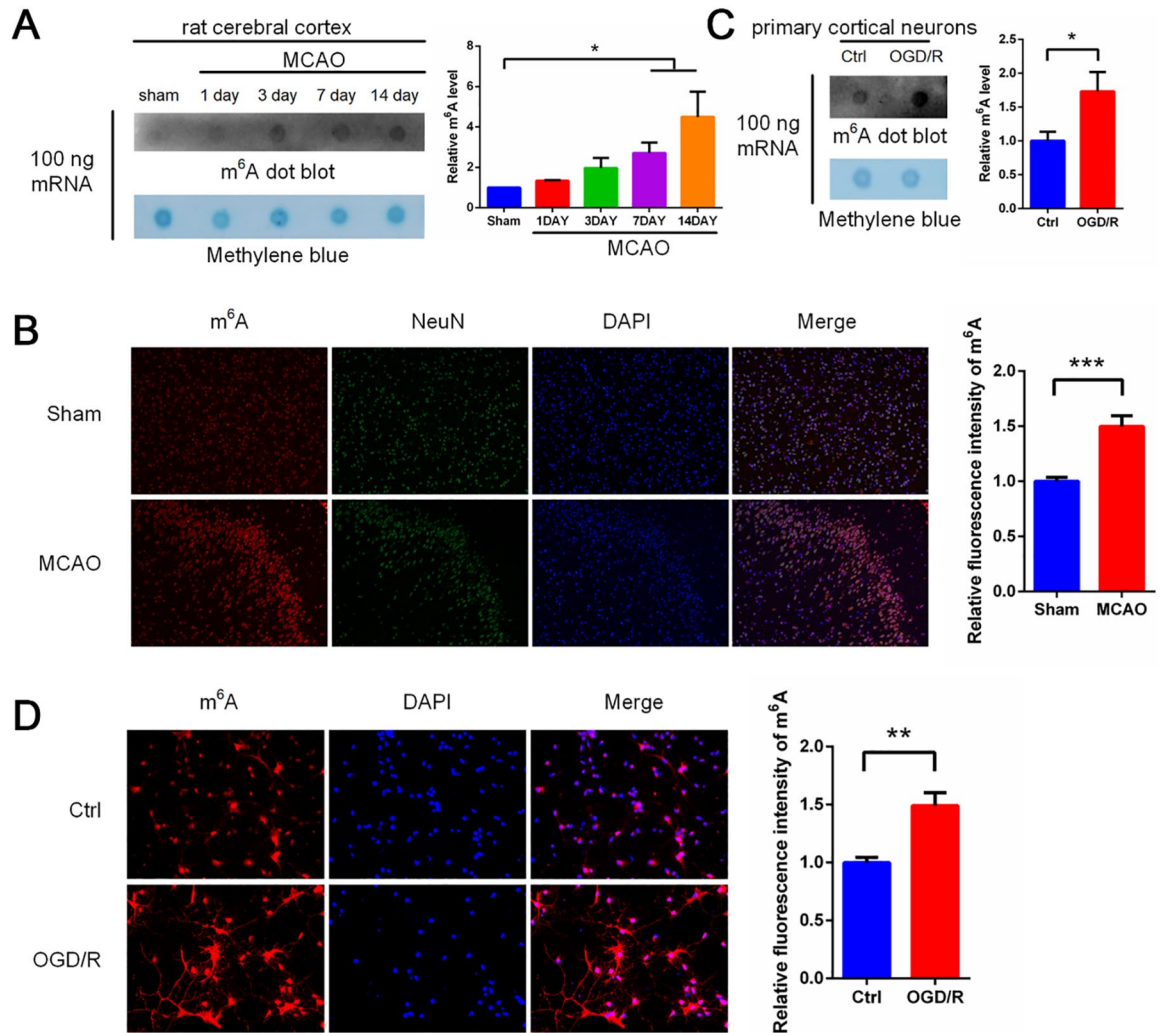 A
rat cerebral cortex
MCAO
sham 1 day 3 day 7 day 14 day
100 ng
mRNA
m⁶A dot blot
Methylene blue
Relative m⁶A level
8
6
4
2
0
*
Sham 1DAY 3DAY 7DAY 14DAY
MCAO
C
primary cortical neurons
Ctrl OGD/R
100 ng
mRNA
m⁶A dot blot
Methylene blue
Relative m⁶A level
2.5
2.0
1.5
1.0
0.5
0.0
*
Ctrl OGD/R
B
m⁶A NeuN DAPI Merge
Sham
MCAO
Relative fluorescence intensity of m⁶A
2.0
1.5
1.0
0.5
0.0
***
Sham MCAO
D
m⁶A DAPI Merge
Ctrl
OGD/R
Relative fluorescence intensity of m⁶A
2.0
1.5
1.0
0.5
0.0
**
Ctrl OGD/R